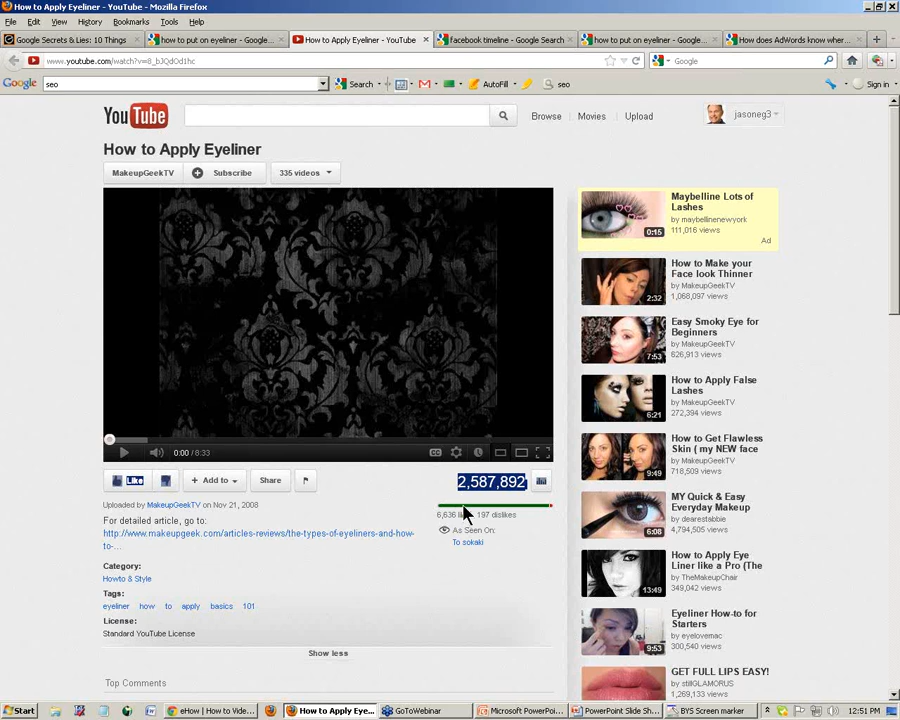 How to Apply Eyeliner - YouTube - Mozilla Firefox
File Edit View History Bookmarks Tools Help
Google Secrets & Lies: 10 Things how to put on eyeliner - Google... How to Apply Eyeliner - YouTube facebook timeline - Google Search how to put on eyeliner - Google... How does AdWords know wher...
www.youtube.com/watch?v=8_bJQdOd1hc Google
Google seo Search AutoFill seo Sign in
YouTube Browse Movies Upload jasoneg3
How to Apply Eyeliner
MakeupGeekTV Subscribe 335 videos
0:00 / 8:33 CC
Like Add to Share 2,587,892
Uploaded by MakeupGeekTV on Nov 21, 2008
6,636 197 dislikes
For detailed article, go to:
http://www.makeupgeek.com/articles-reviews/the-types-of-eyeliners-and-how-
to-...
As Seen On:
To sokaki
Category:
Howto & Style
Tags:
eyeliner how to apply basics 101
License:
Standard YouTube License
Show less
Top Comments
Maybelline Lots of
Lashes
by maybellinenewyork
0:15 111,016 views
Ad
How to Make your
Face look Thinner
by MakeupGeekTV
2:32 1,068,097 views
Easy Smoky Eye for
Beginners
by MakeupGeekTV
7:53 626,913 views
How to Apply False
Lashes
by MakeupGeekTV
6:21 272,394 views
How to Get Flawless
Skin ( my NEW face
by MakeupGeekTV
9:53 718,509 views
MY Quick & Easy
Everyday Makeup
by dearestabbie
6:08 4,794,505 views
How to Apply Eye
Liner like a Pro (The
by TheMakeupChair
13:49 349,042 views
Eyeliner How-to for
Starters
by eyelovemac
9:53 300,540 views
GET FULL LIPS EASY!
by stillGLAMORUS
1,269,133 views
Start eHow | How to Vide... How to Apply Eye... GoToWebinar Microsoft PowerPoi... PowerPoint Slide Sh... BYS Screen marker 12:51 PM